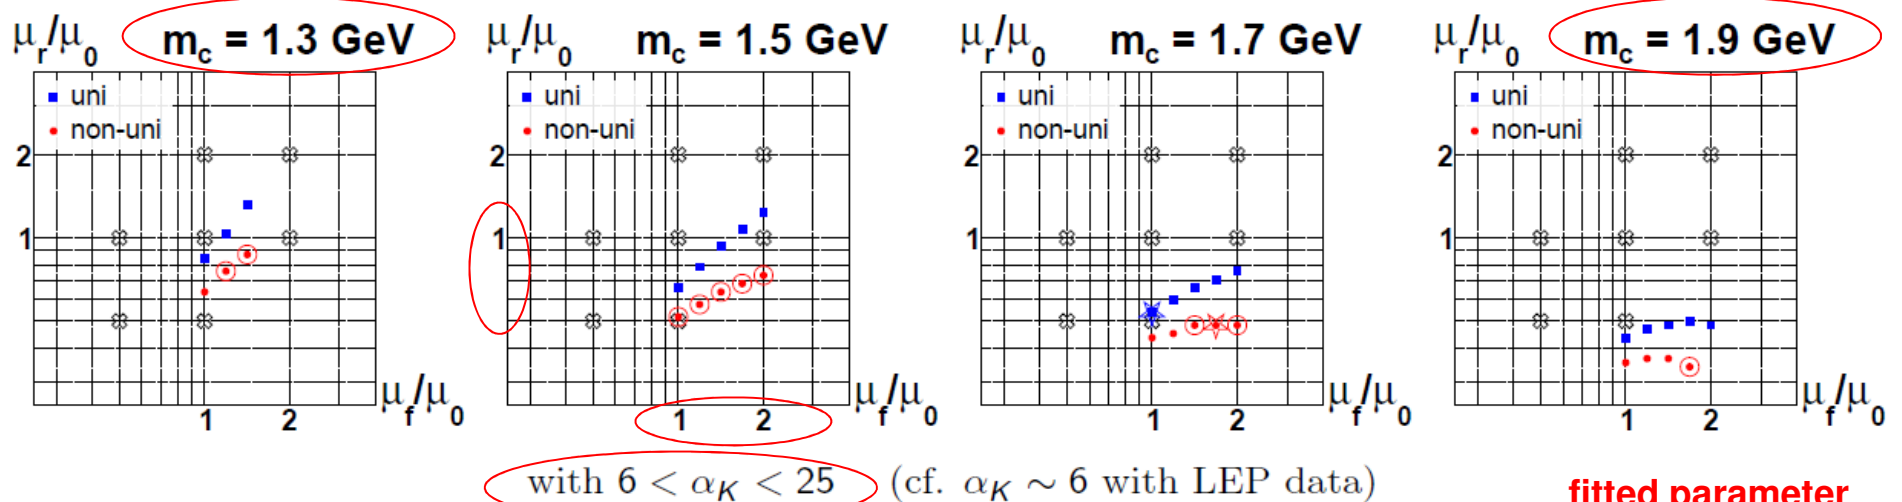 μr/μ0 mc = 1.3 GeV μr/μ0 mc = 1.5 GeV μr/μ0 mc = 1.7 GeV μr/μ0 mc = 1.9 GeV
uni uni uni uni
non-uni non-uni non-uni non-uni
2 2 2 2
1 1 1 1
μf/μ0 μf/μ0 μf/μ0 μf/μ0
1 2 1 2 1 2 1 2
with 6 < αK < 25 (cf. αK ∼ 6 with LEP data)
fitted parameter